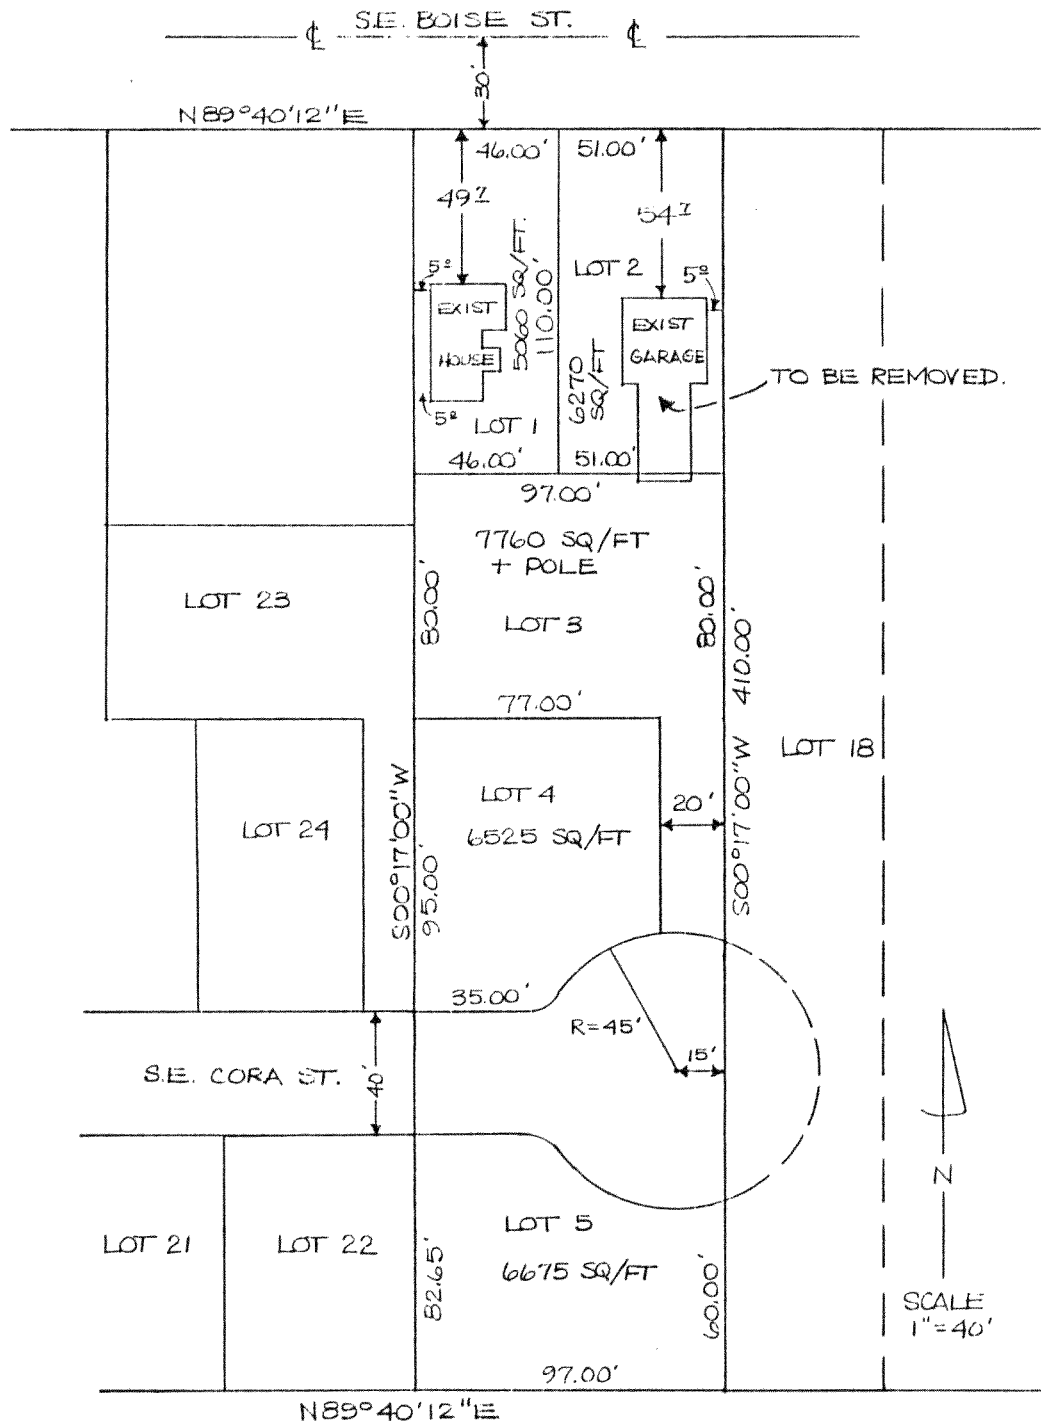 S.E. BOISE ST.
℄ ℄
30'
N89°40'12"E
46.00' 51.00'
49⁷
54⁷
5060 SQ/FT.
110.00'
LOT 2
5⁰
5⁰
EXIST
HOUSE
EXIST
GARAGE
6270
SQ/FT
TO BE REMOVED.
5⁰
LOT 1
46.00' 51.00'
97.00'
7760 SQ/FT
+ POLE
80.00'
80.00'
LOT 23
LOT 3
410.00'
77.00'
S00°17'00"W
S00°17'00"W
LOT 18
LOT 4
20'
LOT 24
6525 SQ/FT
95.00'
35.00'
R=45'
15'
S.E. CORA ST.
40'
N
LOT 5
LOT 21
LOT 22
6675 SQ/FT
82.65'
60.00'
SCALE
1"=40'
97.00'
N89°40'12"E